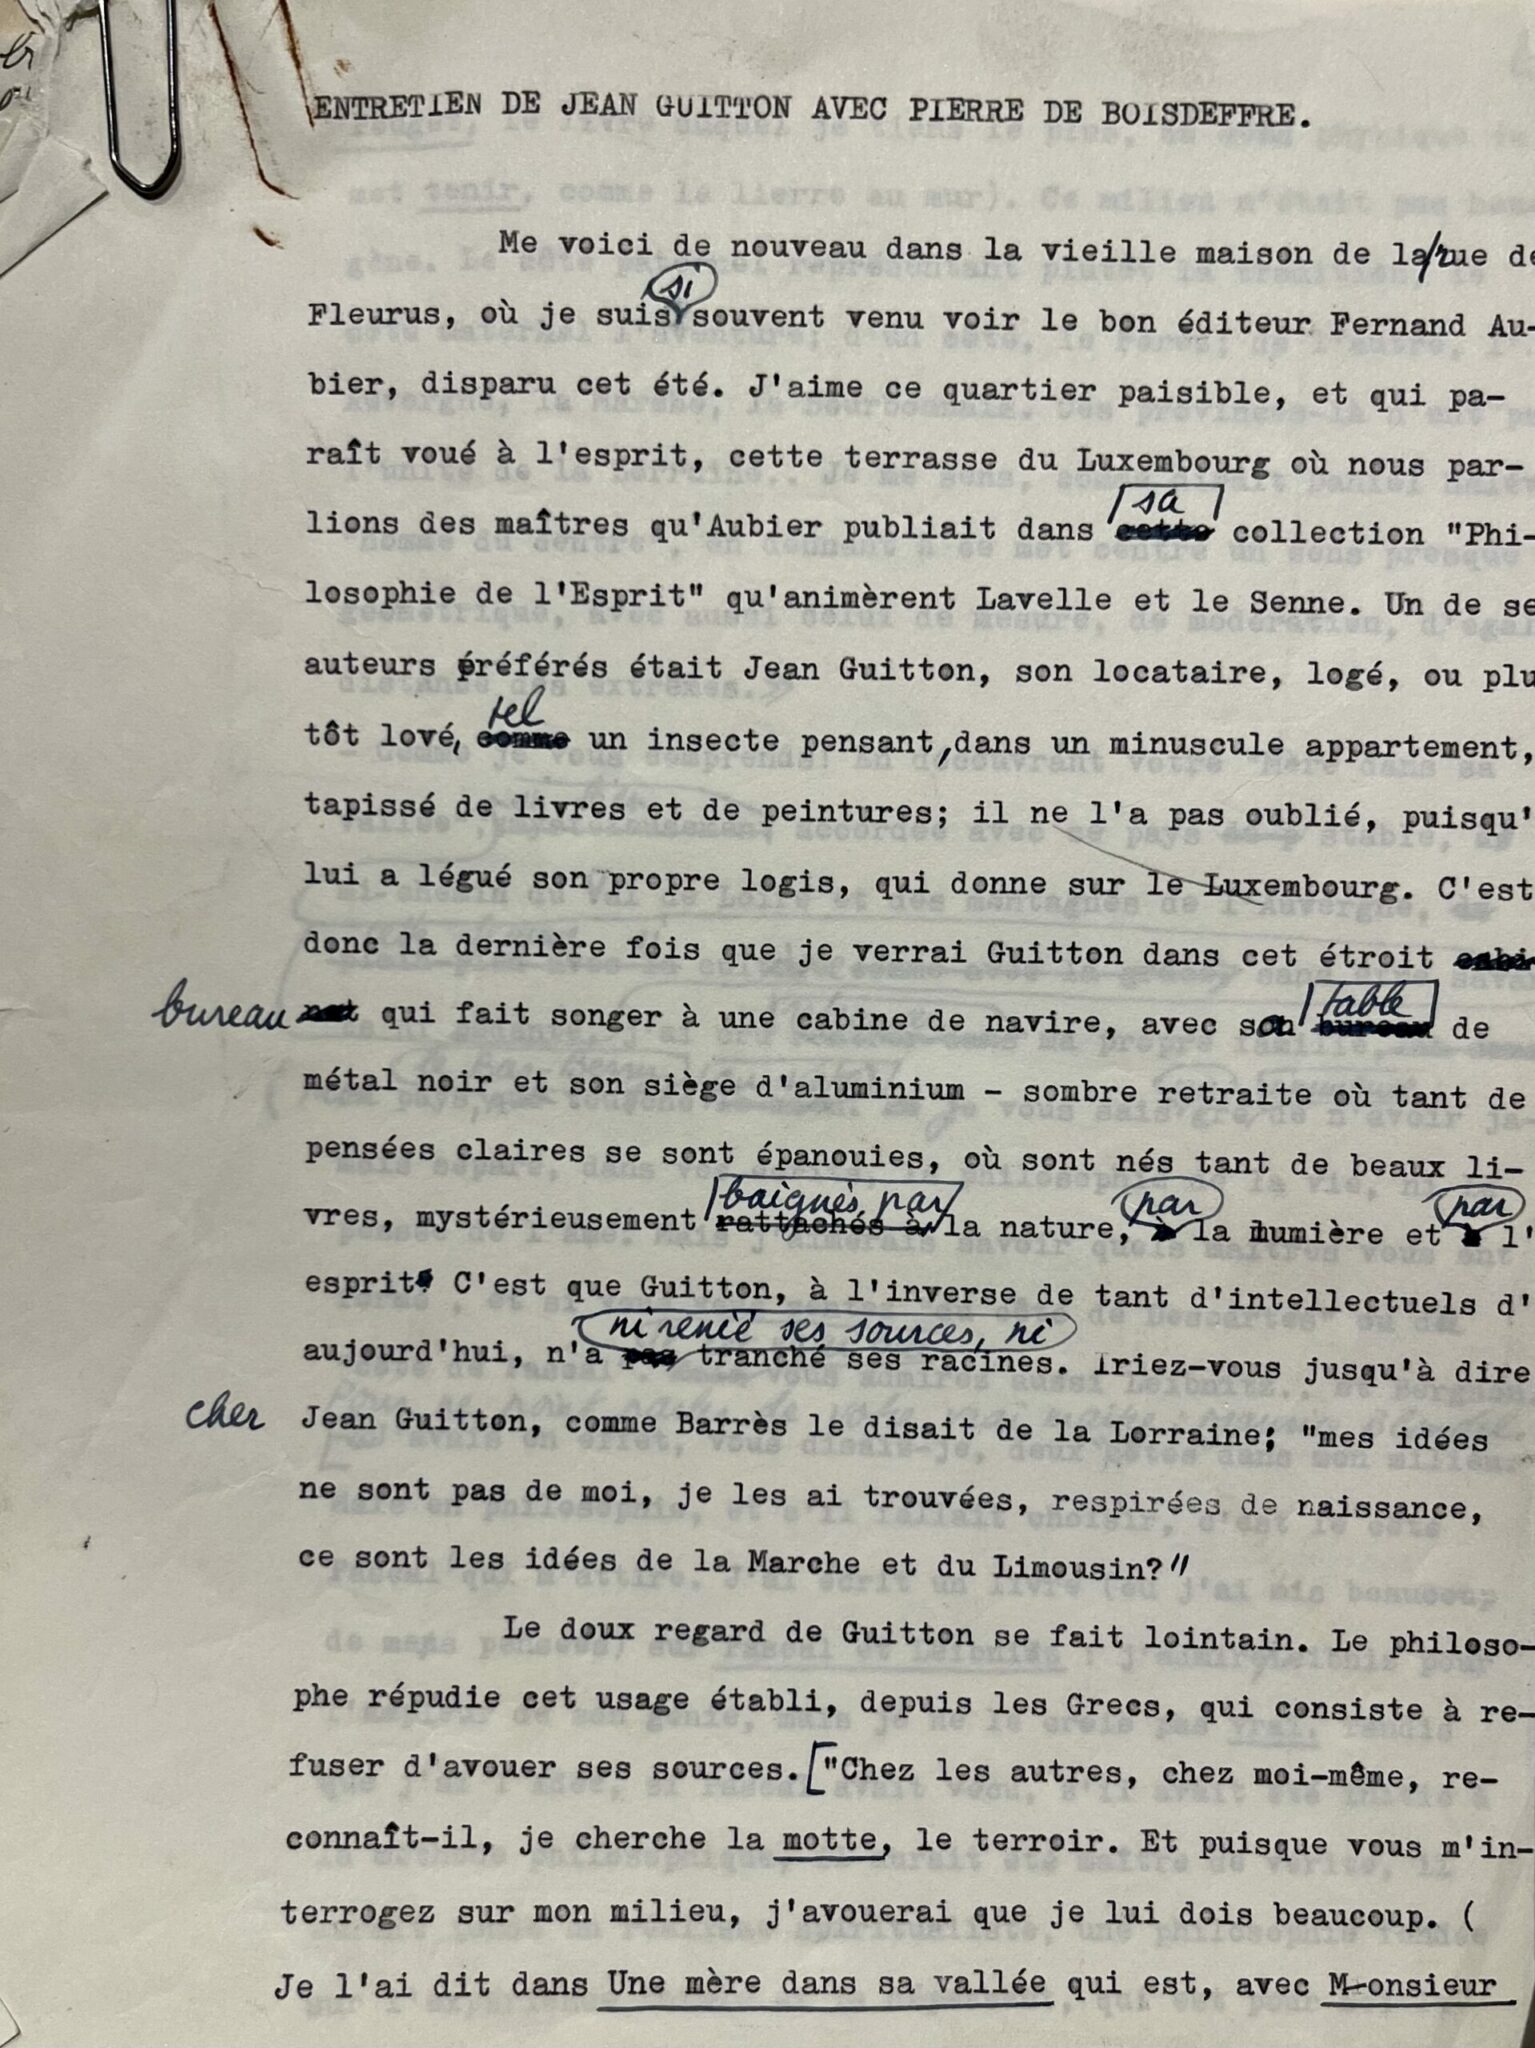 ENTRETIEN DE JEAN GUITTON AVEC PIERRE DE BOISDEFFRE.
Me voici de nouveau dans la vieille maison de la/rue de
si
Fleurus, où je suis souvent venu voir le bon éditeur Fernand Au-
bier, disparu cet été. J'aime ce quartier paisible, et qui pa-
raît voué à l'esprit, cette terrasse du Luxembourg où nous par-
sa
lions des maîtres qu'Aubier publiait dans cette collection "Phi-
losophie de l'Esprit" qu'animèrent Lavelle et le Senne. Un de se
auteurs préférés était Jean Guitton, son locataire, logé, ou plu
tel
tôt lové, comme un insecte pensant, dans un minuscule appartement,
tapissé de livres et de peintures; il ne l'a pas oublié, puisqu'
lui a légué son propre logis, qui donne sur le Luxembourg. C'est
donc la dernière fois que je verrai Guitton dans cet étroit cabi
table
bureau net qui fait songer à une cabine de navire, avec sa bureau de
métal noir et son siège d'aluminium - sombre retraite où tant de
pensées claires se sont épanouies, où sont nés tant de beaux li-
baignés par par par
vres, mystérieusement rattachés à la nature, à la lumière et à l'
esprit. C'est que Guitton, à l'inverse de tant d'intellectuels d'
ni renié ses sources, ni
aujourd'hui, n'a pas tranché ses racines. Iriez-vous jusqu'à dire
cher Jean Guitton, comme Barrès le disait de la Lorraine; "mes idées
ne sont pas de moi, je les ai trouvées, respirées de naissance,
ce sont les idées de la Marche et du Limousin?"
Le doux regard de Guitton se fait lointain. Le philoso-
phe répudie cet usage établi, depuis les Grecs, qui consiste à re-
fuser d'avouer ses sources. ["Chez les autres, chez moi-même, re-
connaît-il, je cherche la motte, le terroir. Et puisque vous m'in-
terrogez sur mon milieu, j'avouerai que je lui dois beaucoup. (
Je l'ai dit dans Une mère dans sa vallée qui est, avec M-onsieur